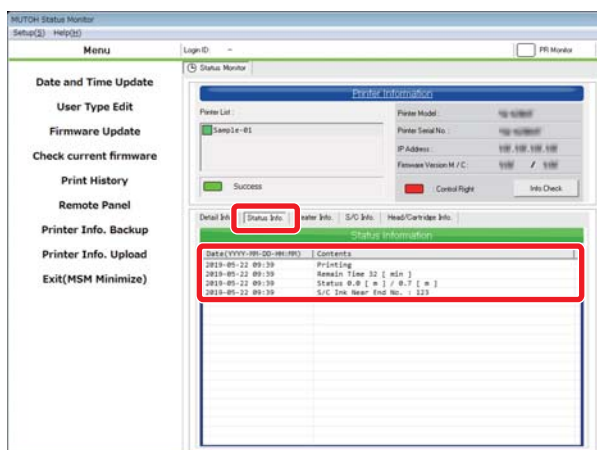 MUTOH Status Monitor
Setup(S) Help(H)
Menu
Login ID: -
PR Monitor
Status Monitor
Date and Time Update
User Type Edit
Firmware Update
Check current firmware
Print History
Remote Panel
Printer Info. Backup
Printer Info. Upload
Exit(MSM Minimize)
Printer Information
Printer List :
Sample-01
Success
Printer Model :
Printer Serial No. :
IP Address :
Firmware Version M / C : /
: Control Right
Info.Check
Detail Inf
Status Info.
eater Info.
S/C Info.
Head/Cartridge Info.
Status Information
Date(YYYY-MM-DD-HH:MM) Contents
2019-05-22 09:39 Printing
2019-05-22 09:39 Remain Time 32 [ min ]
2019-05-22 09:39 Status 0.0 [ m ] / 0.7 [ m ]
2019-05-22 09:39 S/C Ink Near End No. : 123